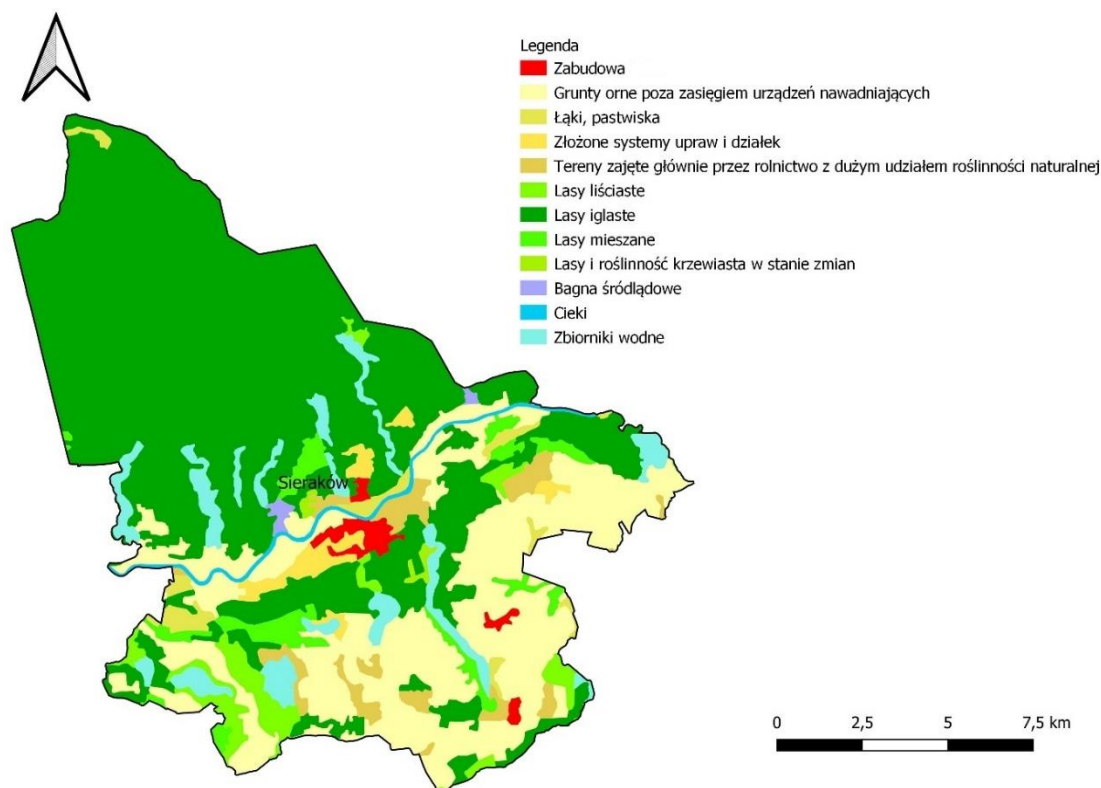 Legenda
Zabudowa
Grunty orne poza zasięgiem urządzeń nawadniających
Łąki, pastwiska
Złożone systemy upraw i działek
Tereny zajęte głównie przez rolnictwo z dużym udziałem roślinności naturalnej
Lasy liściaste
Lasy iglaste
Lasy mieszane
Lasy i roślinność krzewiasta w stanie zmian
Bagna śródlądowe
Cieki
Zbiorniki wodne
Sieraków
0 2,5 5 7,5 km